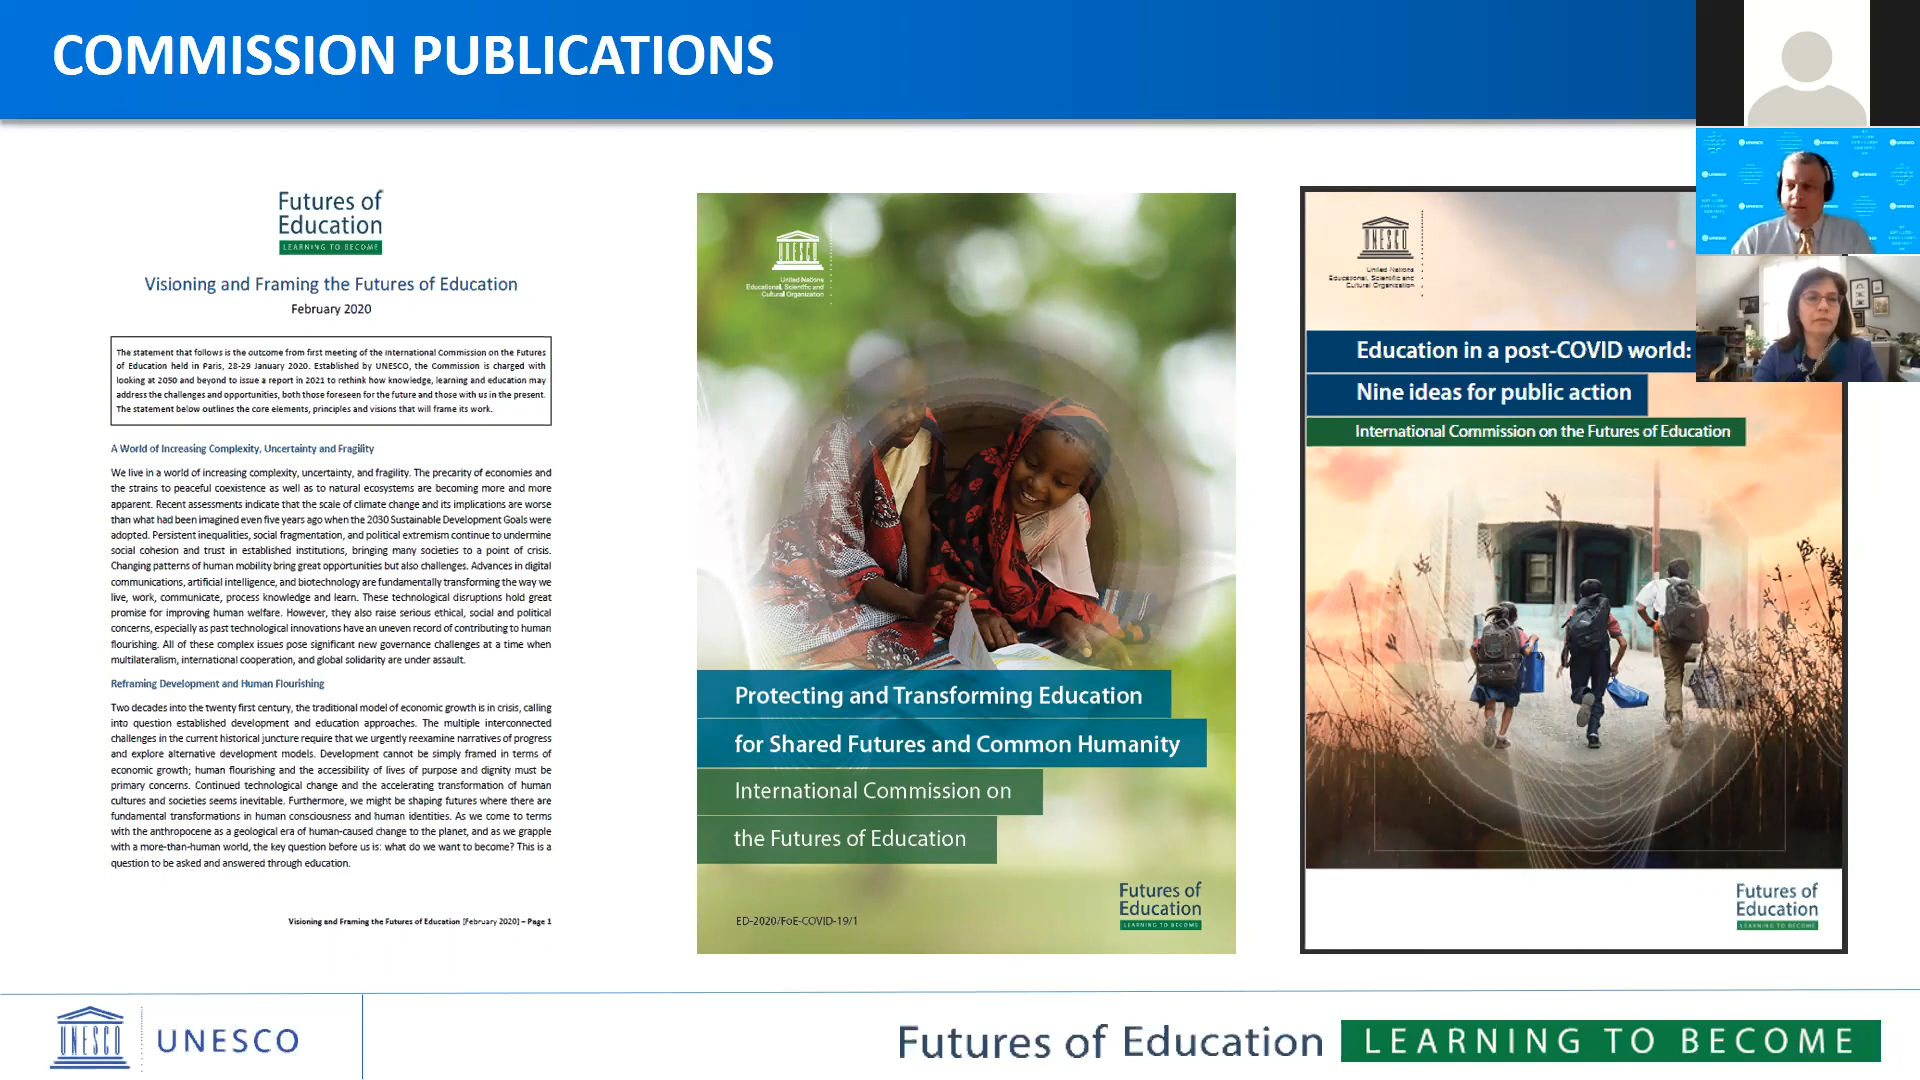 COMMISSION PUBLICATIONS
Futures of
Education
LEARNING TO BECOME
Visioning and Framing the Futures of Education
February 2020
The statement that follows is the outcome from first meeting of the International Commission on the Futures
of Education held in Paris, 28-29 January 2020. Established by UNESCO, the Commission is charged with
looking at 2050 and beyond to issue a report in 2021 to rethink how knowledge, learning and education may
address the challenges and opportunities, both those foreseen for the future and those with us in the present.
The statement below outlines the core elements, principles and visions that will frame its work.
A World of Increasing Complexity, Uncertainty and Fragility
We live in a world of increasing complexity, uncertainty, and fragility. The precarity of economies and
the strains to peaceful coexistence as well as to natural ecosystems are becoming more and more
apparent. Recent assessments indicate that the scale of climate change and its implications are worse
than what had been imagined even five years ago when the 2030 Sustainable Development Goals were
adopted. Persistent inequalities, social fragmentation, and political extremism continue to undermine
social cohesion and trust in established institutions, bringing many societies to a point of crisis.
Changing patterns of human mobility bring great opportunities but also challenges. Advances in digital
communications, artificial intelligence, and biotechnology are fundamentally transforming the way we
live, work, communicate, process knowledge and learn. These technological disruptions hold great
promise for improving human welfare. However, they also raise serious ethical, social and political
concerns, especially as past technological innovations have an uneven record of contributing to human
flourishing. All of these complex issues pose significant new governance challenges at a time when
multilateralism, international cooperation, and global solidarity are under assault.
Reframing Development and Human Flourishing
Two decades into the twenty first century, the traditional model of economic growth is in crisis, calling
into question established development and education approaches. The multiple interconnected
challenges in the current historical juncture require that we urgently reexamine narratives of progress
and explore alternative development models. Development cannot be simply framed in terms of
economic growth; human flourishing and the accessibility of lives of purpose and dignity must be
primary concerns. Continued technological change and the accelerating transformation of human
cultures and societies seems inevitable. Furthermore, we might be shaping futures where there are
fundamental transformations in human consciousness and human identities. As we come to terms
with the anthropocene as a geological era of human-caused change to the planet, and as we grapple
with a more-than-human world, the key question before us is: what do we want to become? This is a
question to be asked and answered through education.
Visioning and Framing the Futures of Education [February 2020] – Page 1
UNESCO
United Nations
Educational, Scientific and
Cultural Organization
Protecting and Transforming Education
for Shared Futures and Common Humanity
International Commission on
the Futures of Education
ED-2020/FoE-COVID-19/1
Futures of
Education
LEARNING TO BECOME
UNESCO
United Nations
Educational, Scientific and
Cultural Organization
Education in a post-COVID world:
Nine ideas for public action
International Commission on the Futures of Education
Futures of
Education
LEARNING TO BECOME
UNESCO
UNESCO
Futures of Education LEARNING TO BECOME